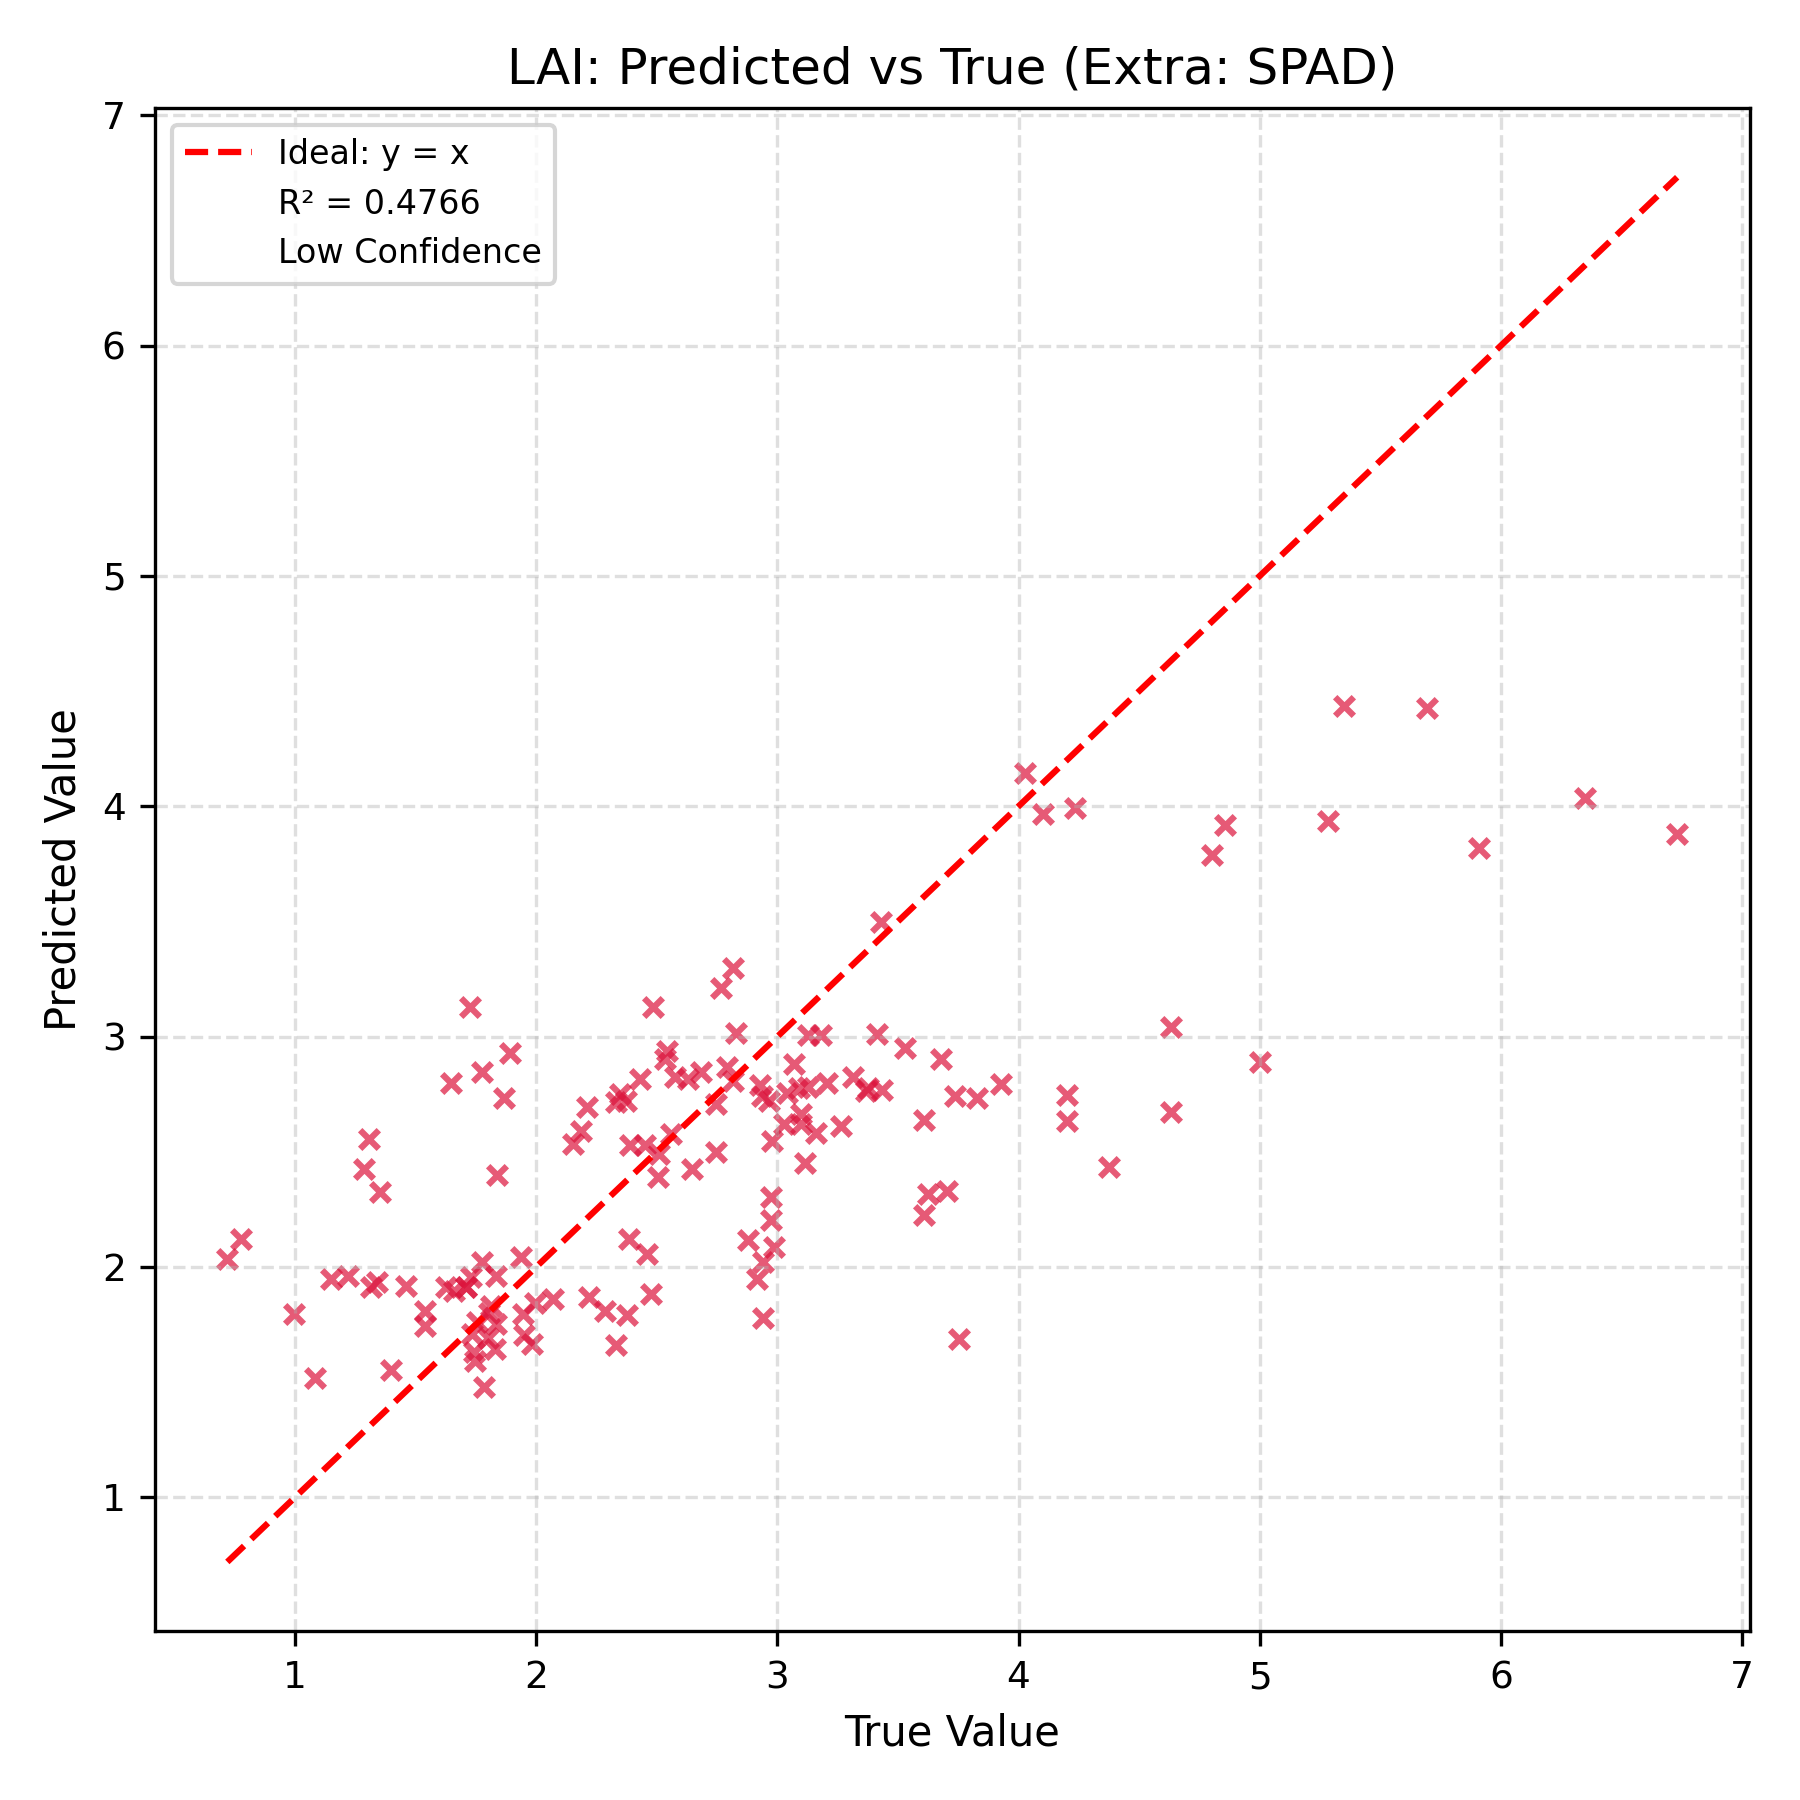 LAI: Predicted vs True (Extra: SPAD)
Ideal: y = x
R² = 0.4766
Low Confidence
Predicted Value
7
6
5
4
3
2
1
1 2 3 4 5 6 7
True Value